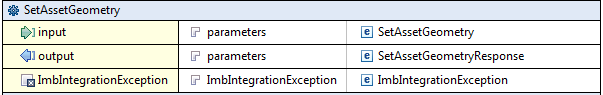 SetAssetGeometry
input parameters SetAssetGeometry
output parameters SetAssetGeometryResponse
ImbIntegrationException ImbIntegrationException ImbIntegrationException